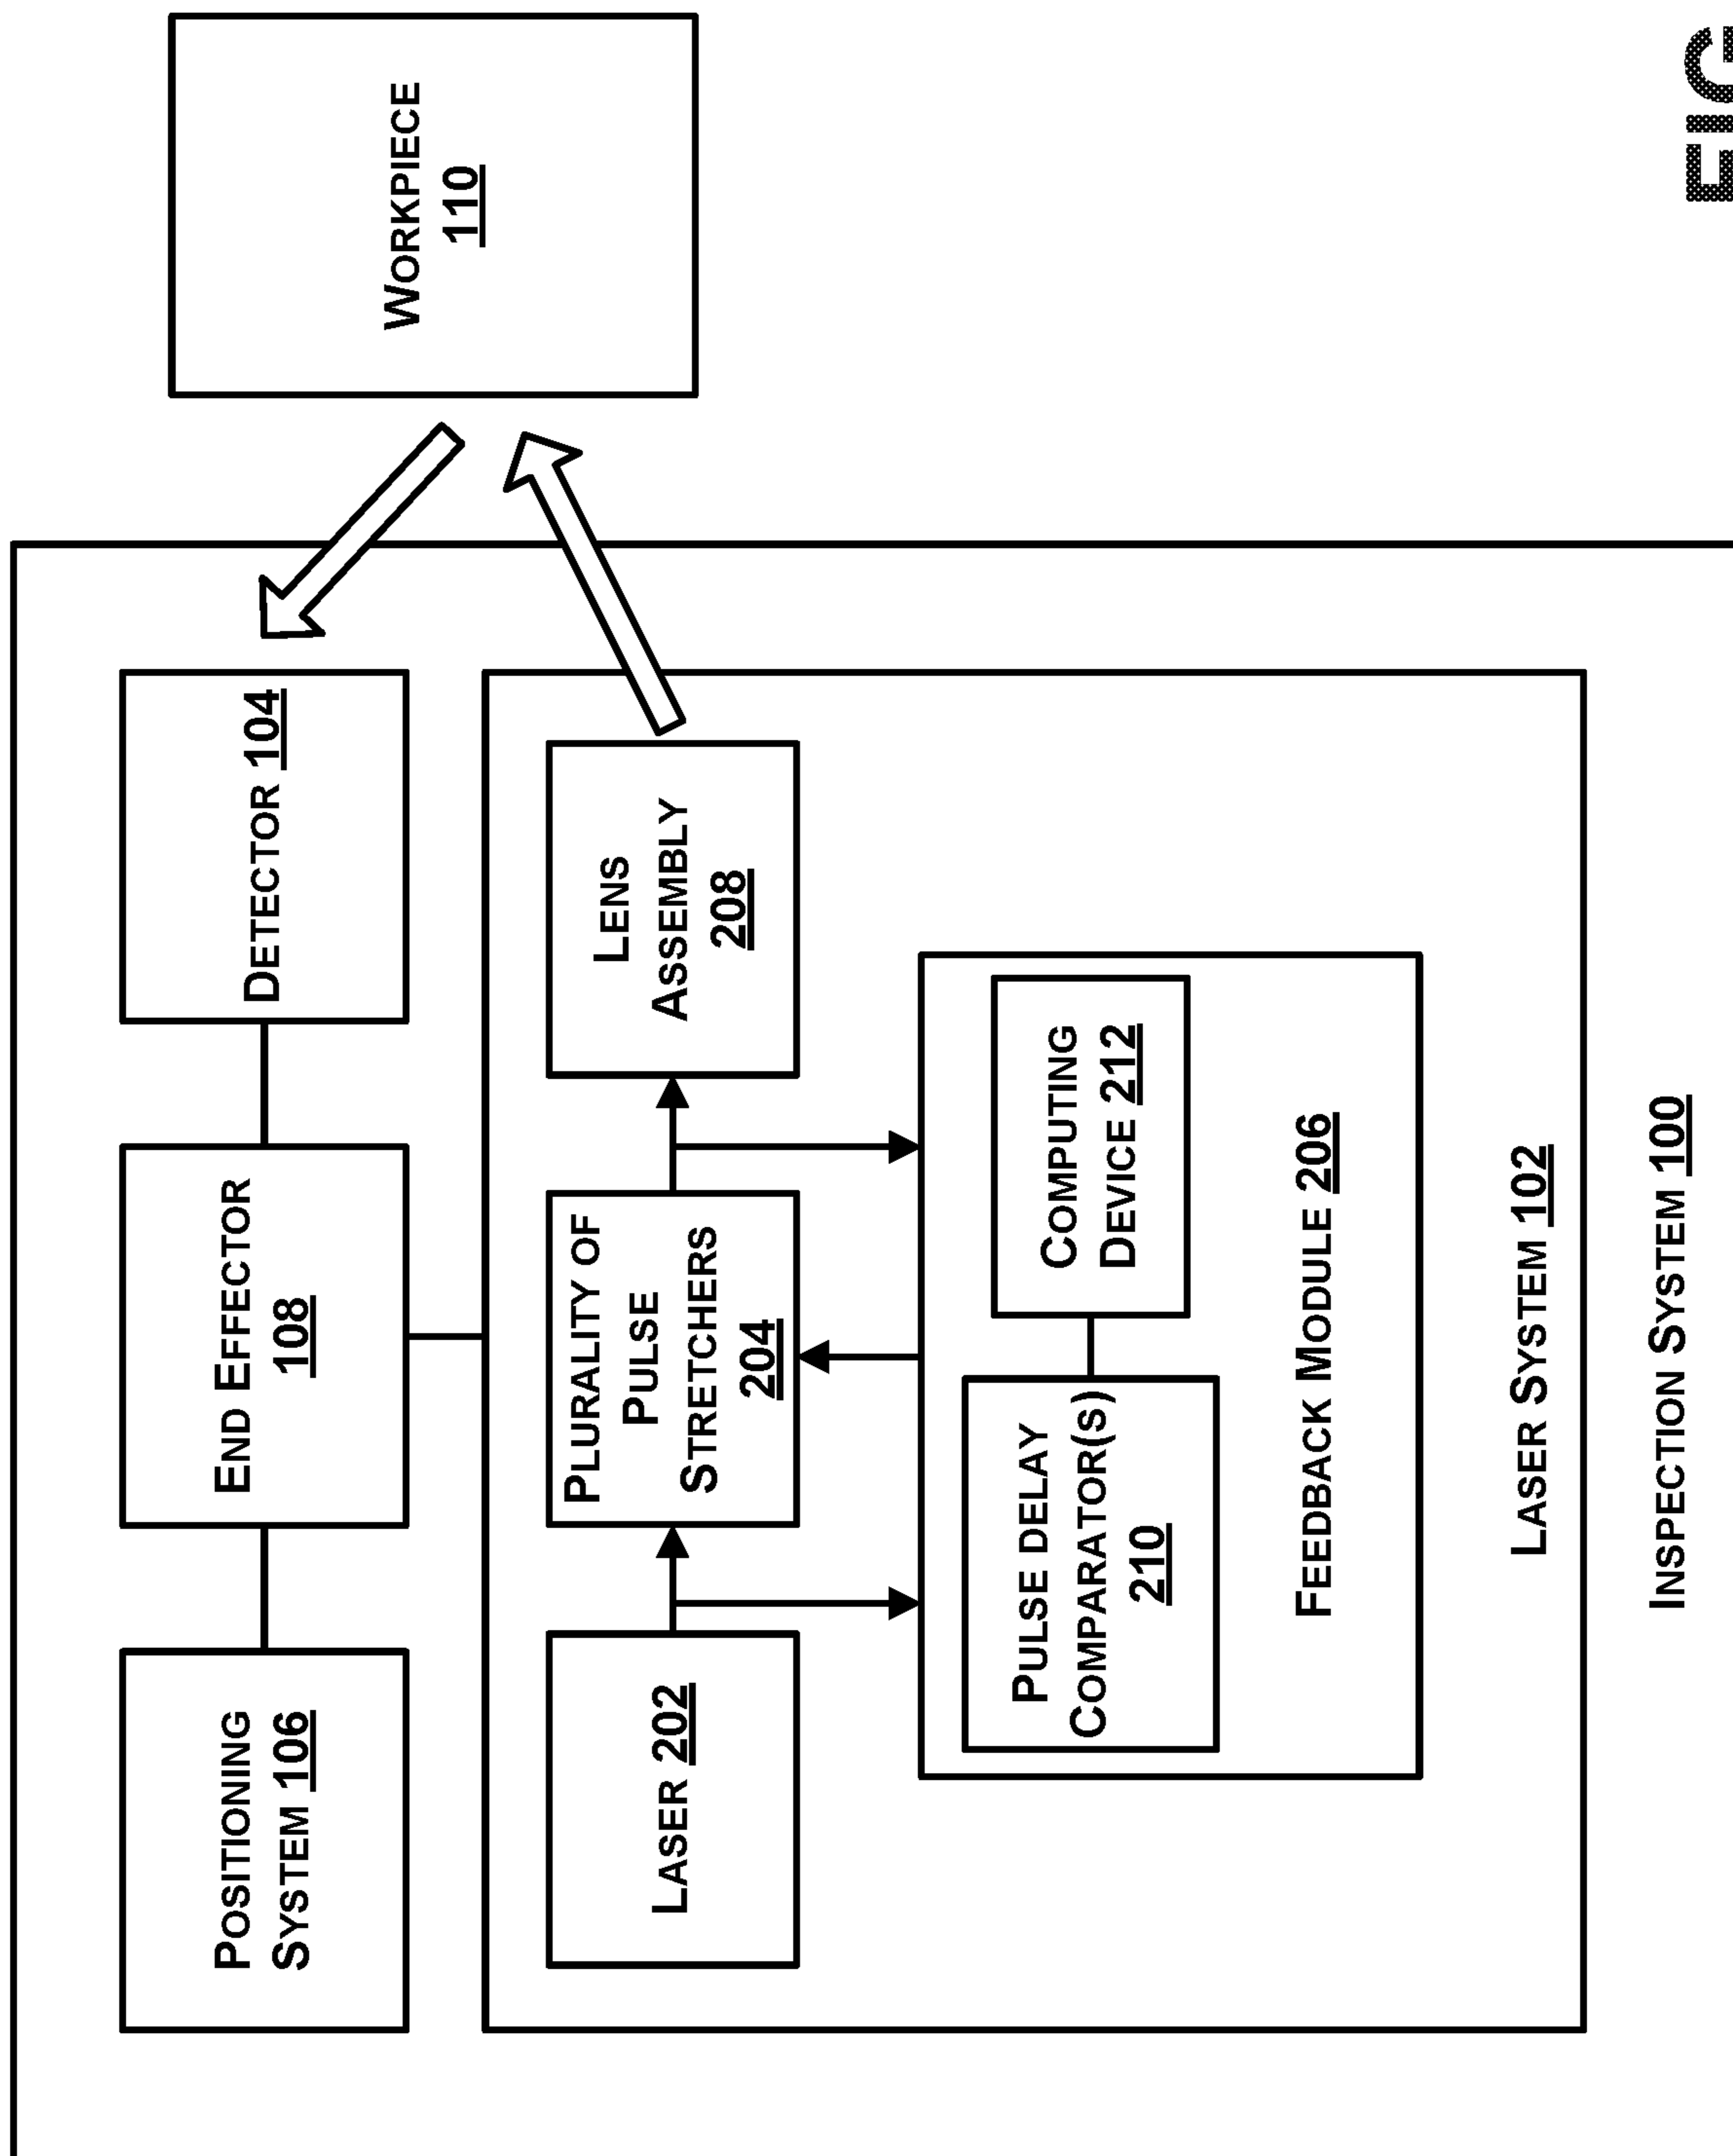 POSITIONING
SYSTEM 106
END EFFECTOR
108
DETECTOR 104
WORKPIECE
110
LASER 202
PLURALITY OF
PULSE
STRETCHERS
204
LENS
ASSEMBLY
208
PULSE DELAY
COMPARATOR(S)
210
COMPUTING
DEVICE 212
FEEDBACK MODULE 206
LASER SYSTEM 102
INSPECTION SYSTEM 100
FIG